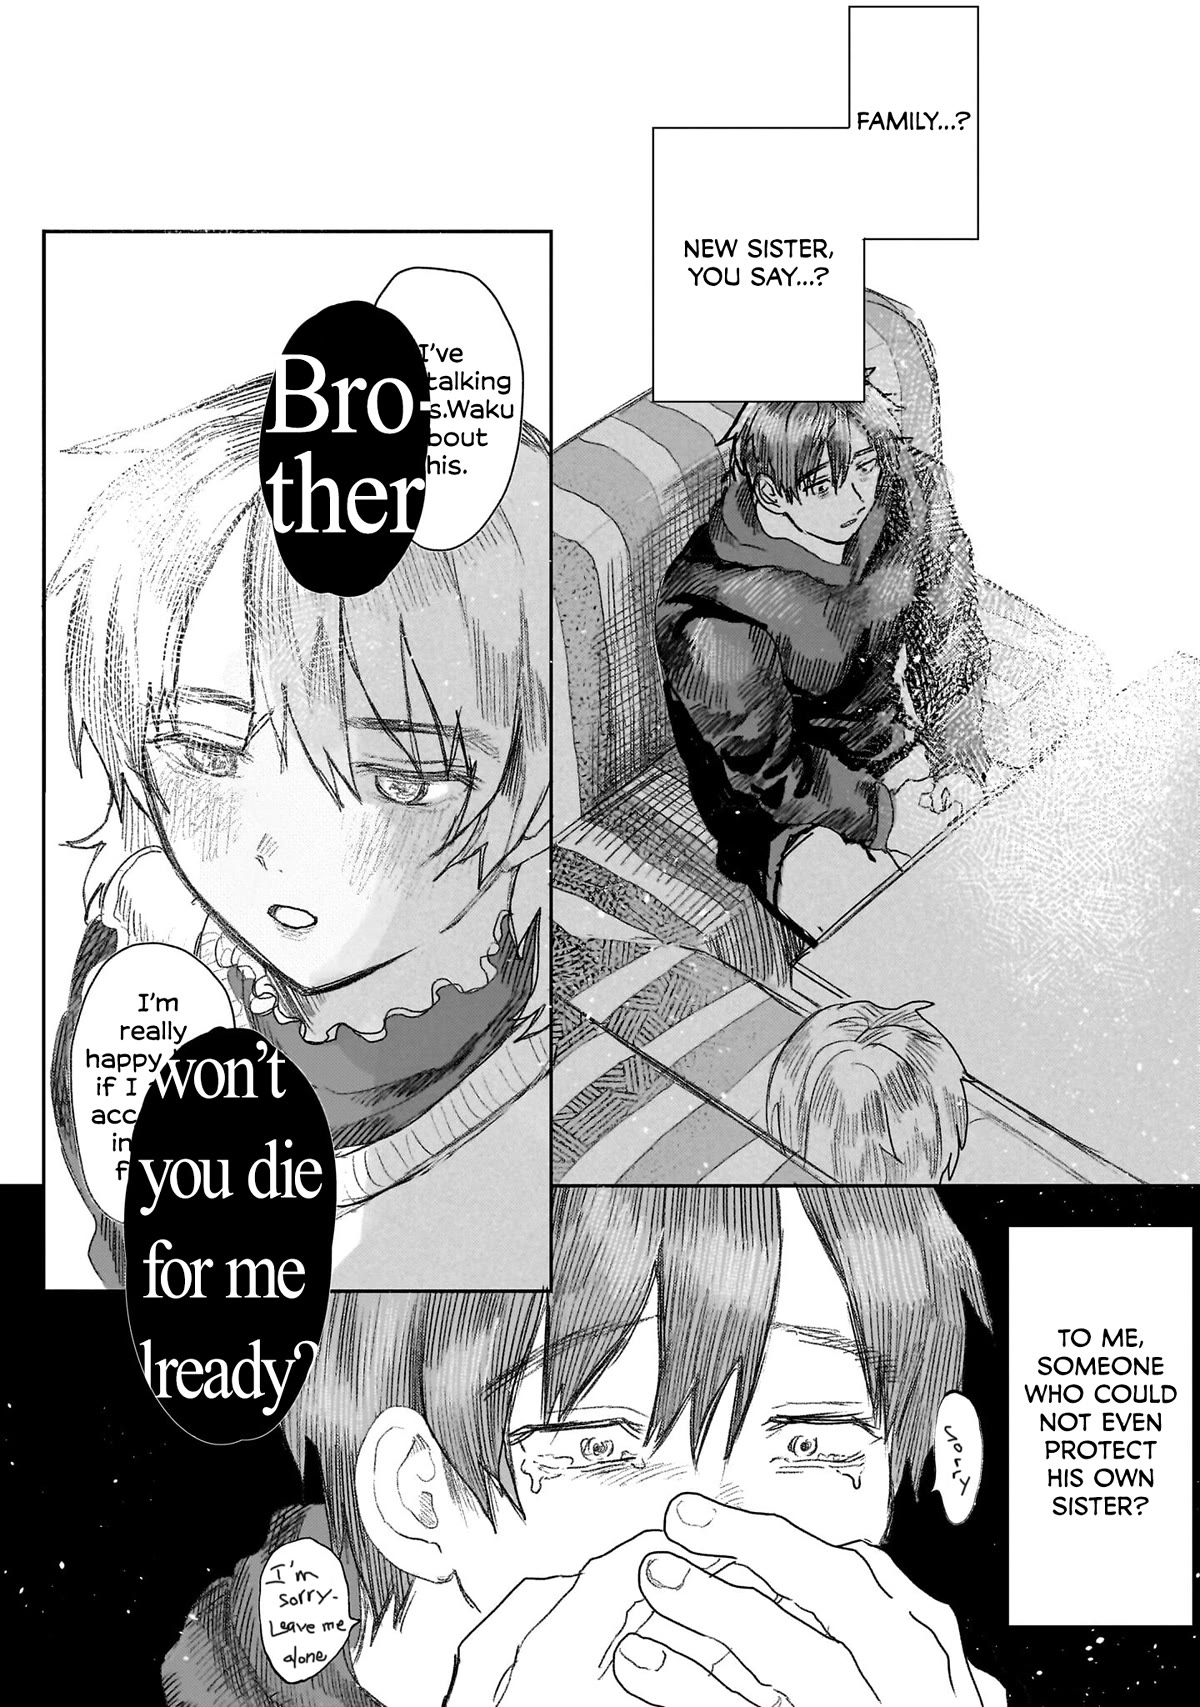 FAMILY...?
NEW SISTER,
YOU SAY...?
I've
talking
s.Waku
bout
his.
Bro-
ther
I'm
really
happy
if I
acc
in
f
won't
you die
for me
lready?
TO ME,
SOMEONE
WHO COULD
NOT EVEN
PROTECT
HIS OWN
SISTER?
sorry
I'm
sorry-
Leave me
alone